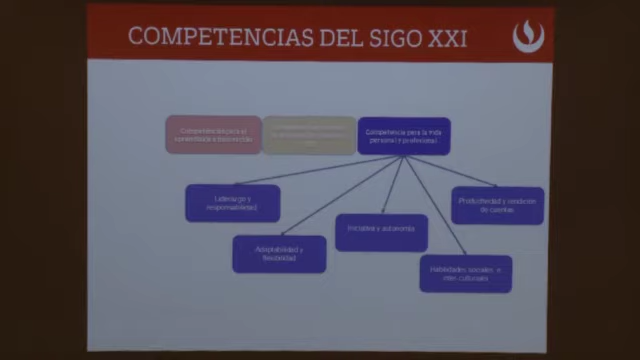 COMPETENCIAS DEL SIGO XXI
Competencia para la vida
personal y profesional
Liderazgo y
responsabilidad
Productividad y rendición
de cuentas
Iniciativa y autonomía
Adaptabilidad y
flexibilidad
Habilidades sociales e
inter culturales